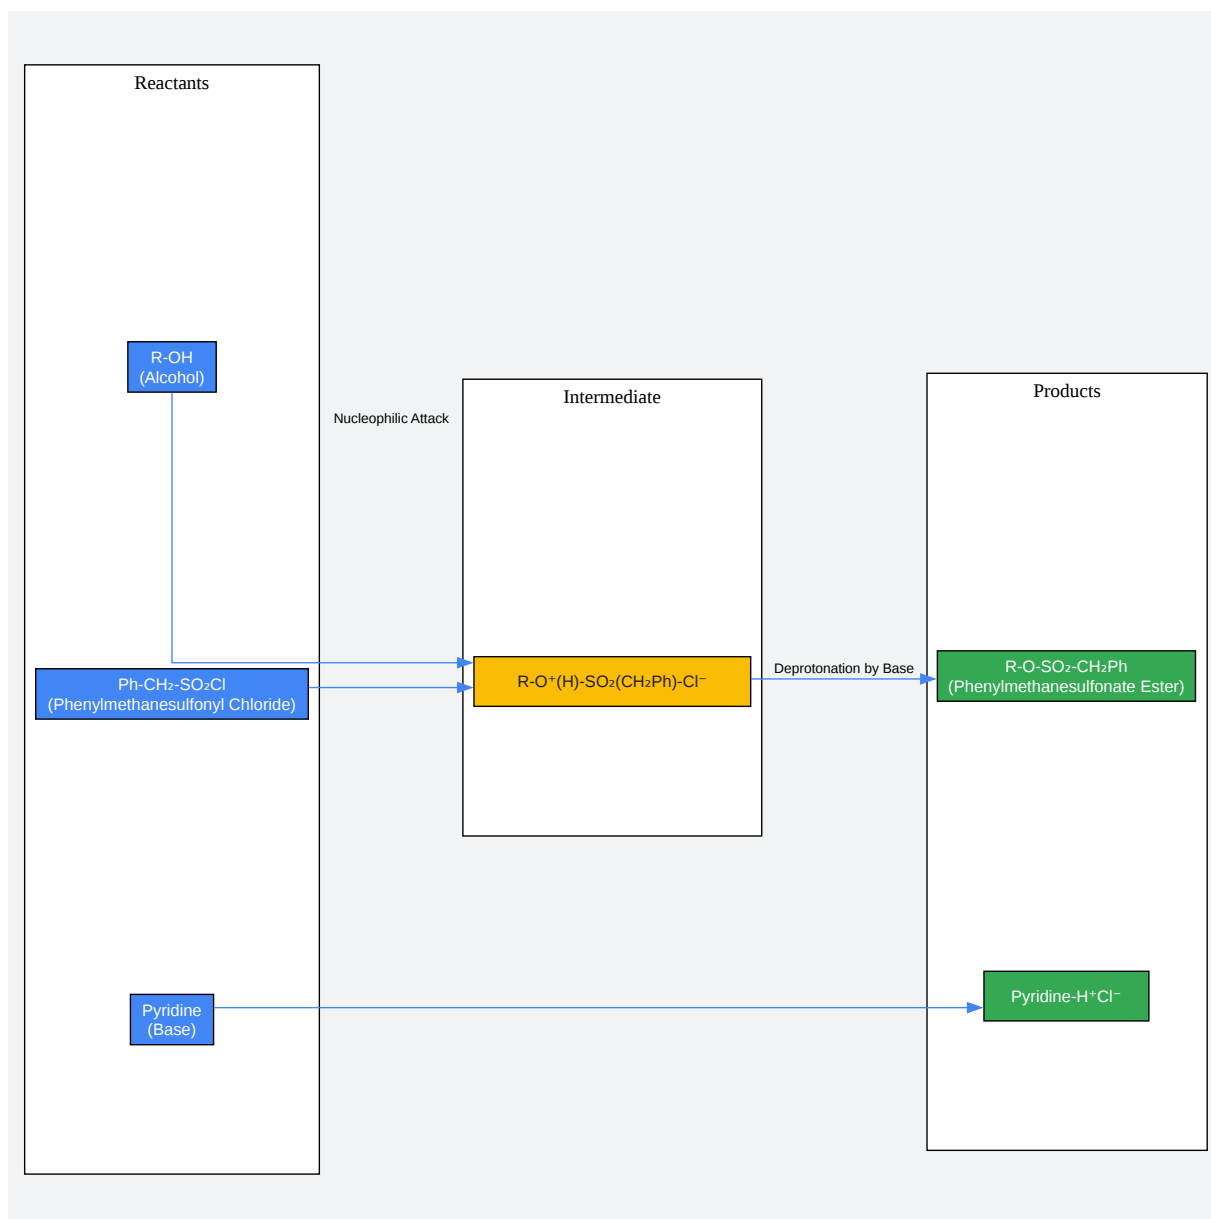 Reactants
R-OH
(Alcohol)
Nucleophilic Attack
Intermediate
Products
Ph-CH₂-SO₂Cl
(Phenylmethanesulfonyl Chloride)
R-O⁺(H)-SO₂(CH₂Ph)-Cl⁻
Deprotonation by Base
R-O-SO₂-CH₂Ph
(Phenylmethanesulfonate Ester)
Pyridine
(Base)
Pyridine-H⁺Cl⁻